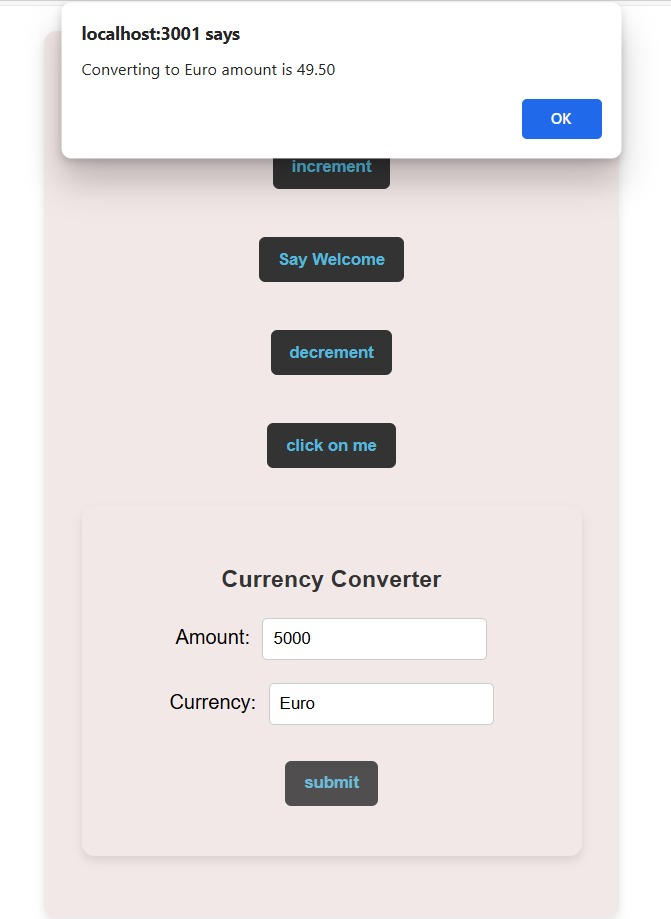 localhost:3001 says
Converting to Euro amount is 49.50
OK
increment
Say Welcome
decrement
click on me
Currency Converter
Amount: 5000
Currency: Euro
submit